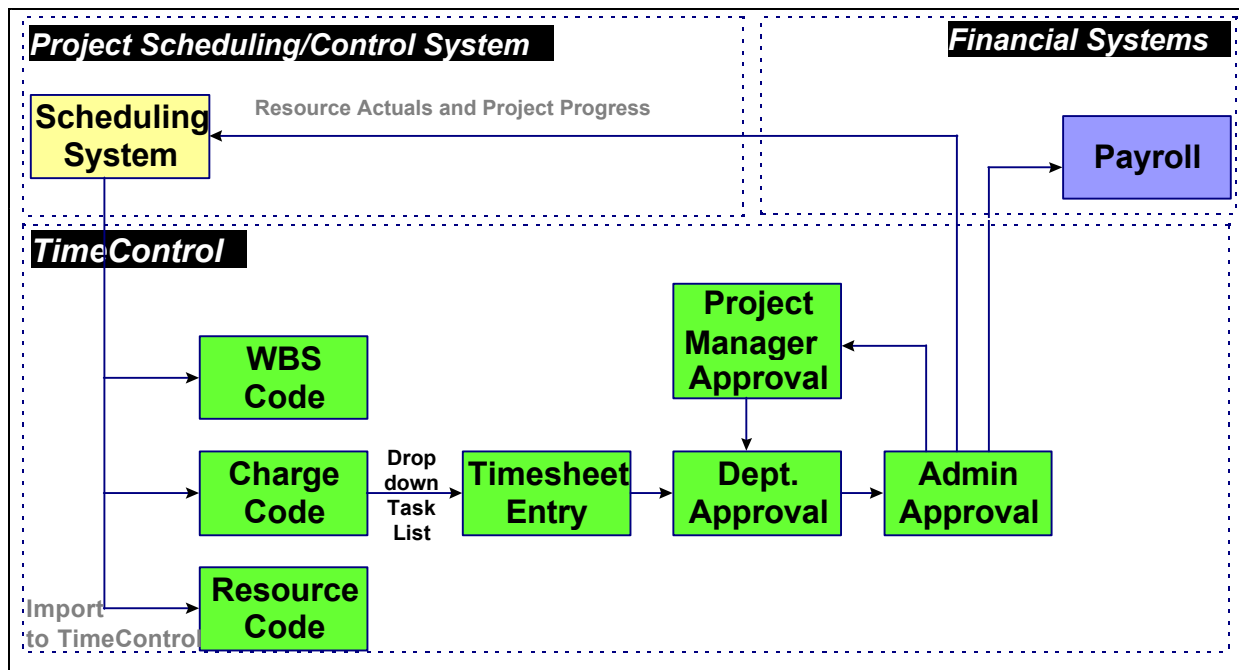 Project Scheduling/Control System
Financial Systems
Resource Actuals and Project Progress
Scheduling
System
Payroll
TimeControl
Project
Manager
Approval
WBS
Code
Charge
Code
Drop
down
Task
List
Timesheet
Entry
Dept.
Approval
Admin
Approval
Resource
Code
Import
to TimeControl